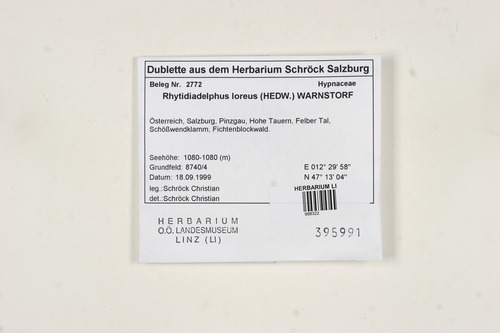 Dublette aus dem Herbarium Schröck Salzburg
Beleg Nr. 2772 Hypnaceae
Rhytidiadelphus loreus (HEDW.) WARNSTORF
Österreich, Salzburg, Pinzgau, Hohe Tauern, Felber Tal,
Schößwendklamm, Fichtenblockwald.
Seehöhe: 1080-1080 (m)
Grundfeld: 8740/4 E 012° 29' 58''
Datum: 18.09.1999 N 47° 13' 04''
leg.:Schröck Christian
det.:Schröck Christian
HERBARIUM LI
988322
HERBARIUM
O.Ö. LANDESMUSEUM
LINZ (LI)
395991